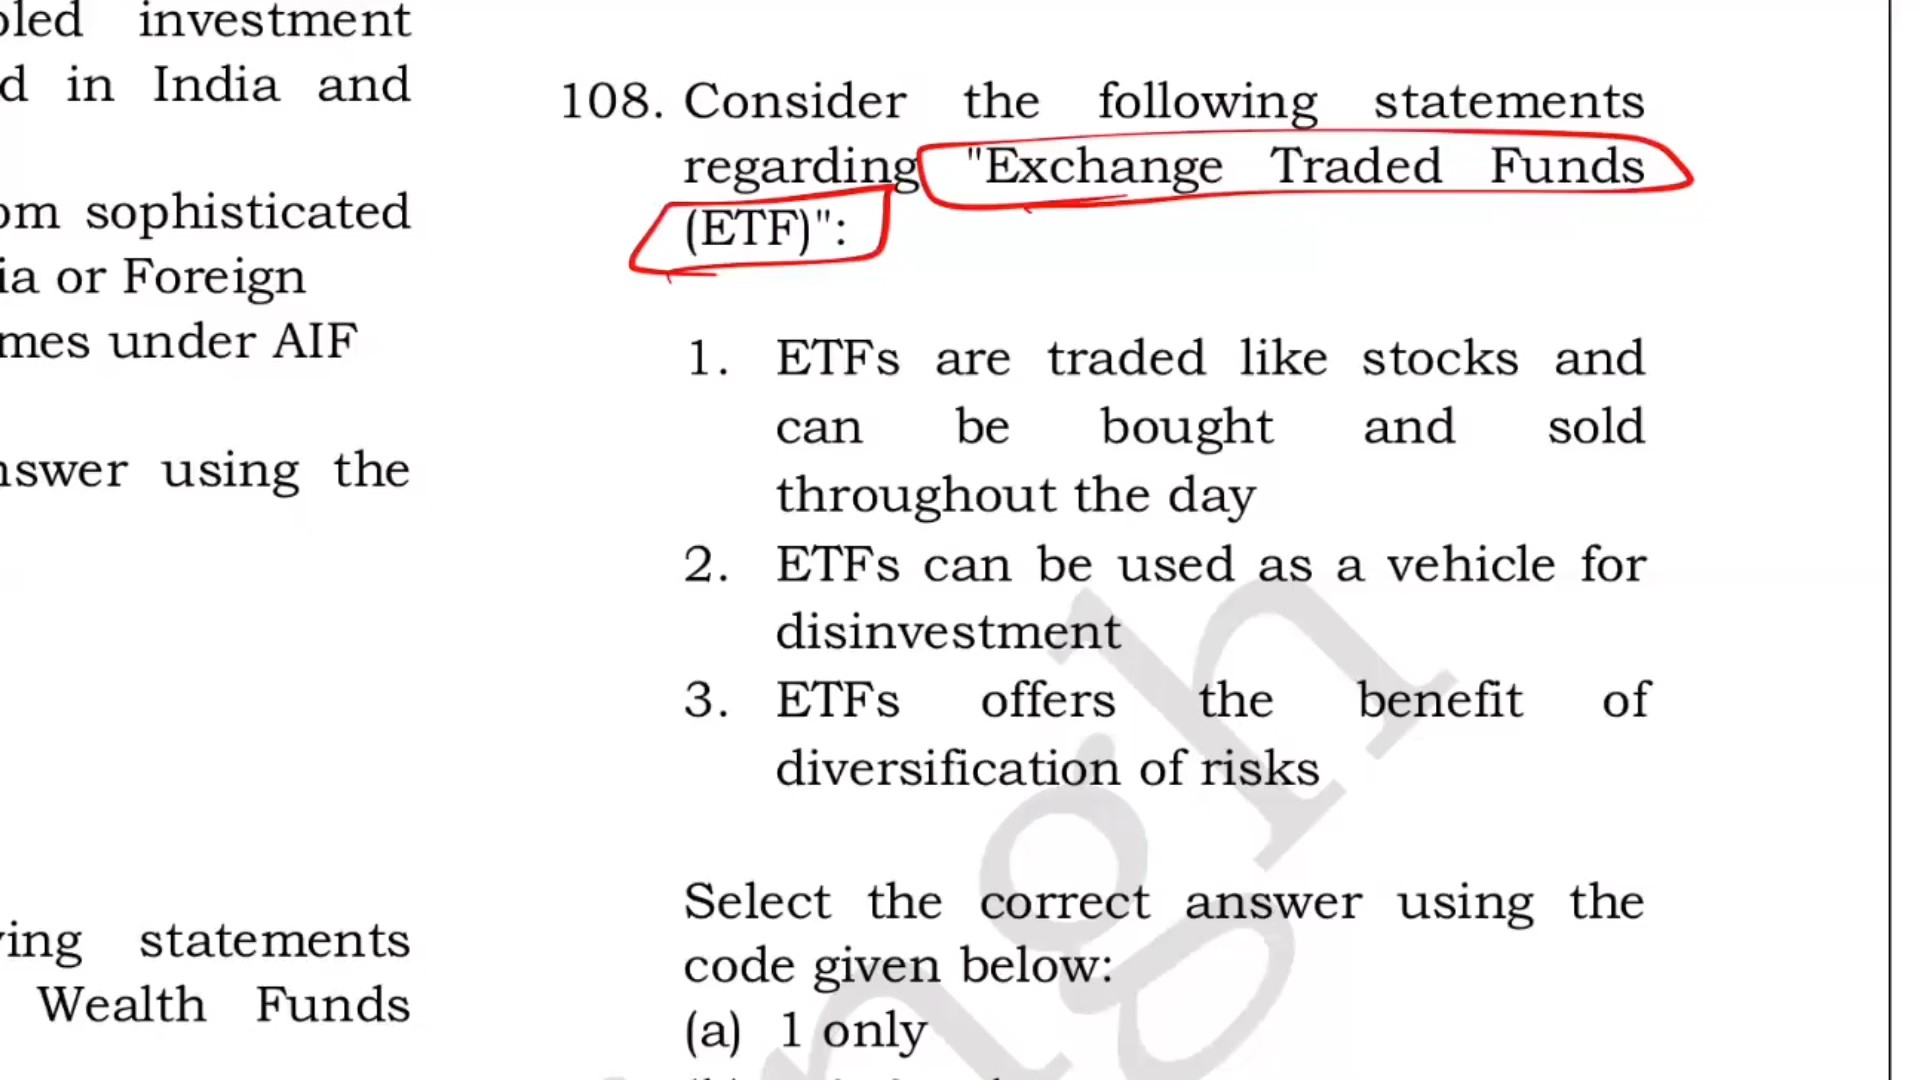 oled investment
d in India and
om sophisticated
ia or Foreign
mes under AIF
nswer using the
ving statements
Wealth Funds
108. Consider the following statements
regarding "Exchange Traded Funds
(ETF)":
1. ETFs are traded like stocks and
can be bought and sold
throughout the day
2. ETFs can be used as a vehicle for
disinvestment
3. ETFs offers the benefit of
diversification of risks
Select the correct answer using the
code given below:
(a) 1 only